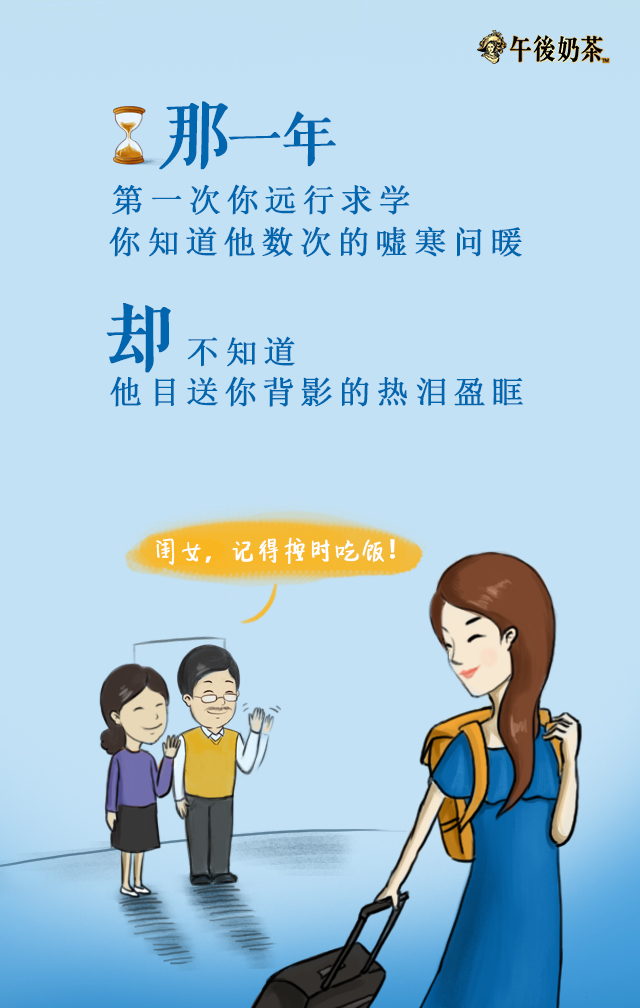 午後奶茶™
那一年
第一次你远行求学
你知道他数次的嘘寒问暖
却 不知道
他目送你背影的热泪盈眶
闺女，记得按时吃饭！